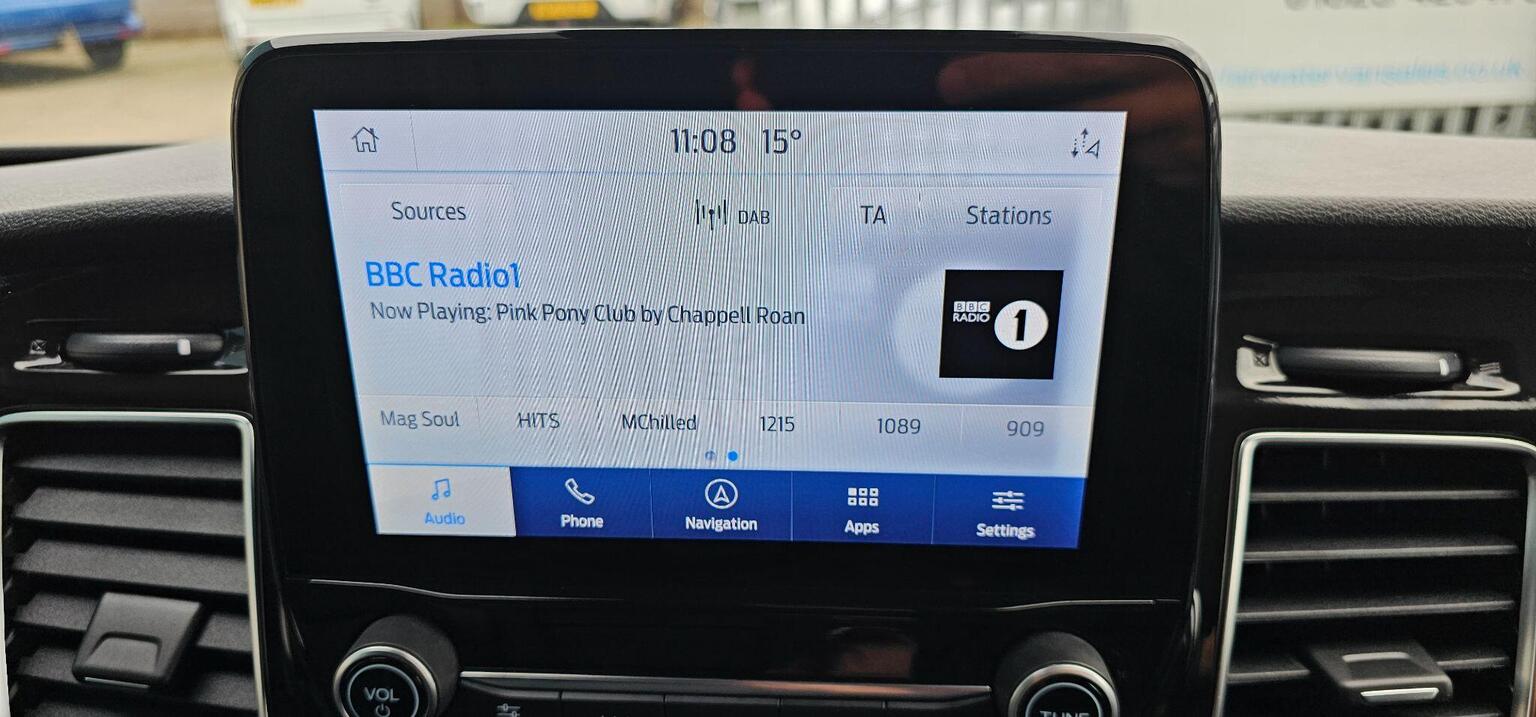 11:08 15°
Sources DAB TA Stations
BBC Radio1
Now Playing: Pink Pony Club by Chappell Roan
BBC
RADIO 1
Mag Soul HITS MChilled 1215 1089 909
Audio Phone Navigation Apps Settings
VOL TUNE